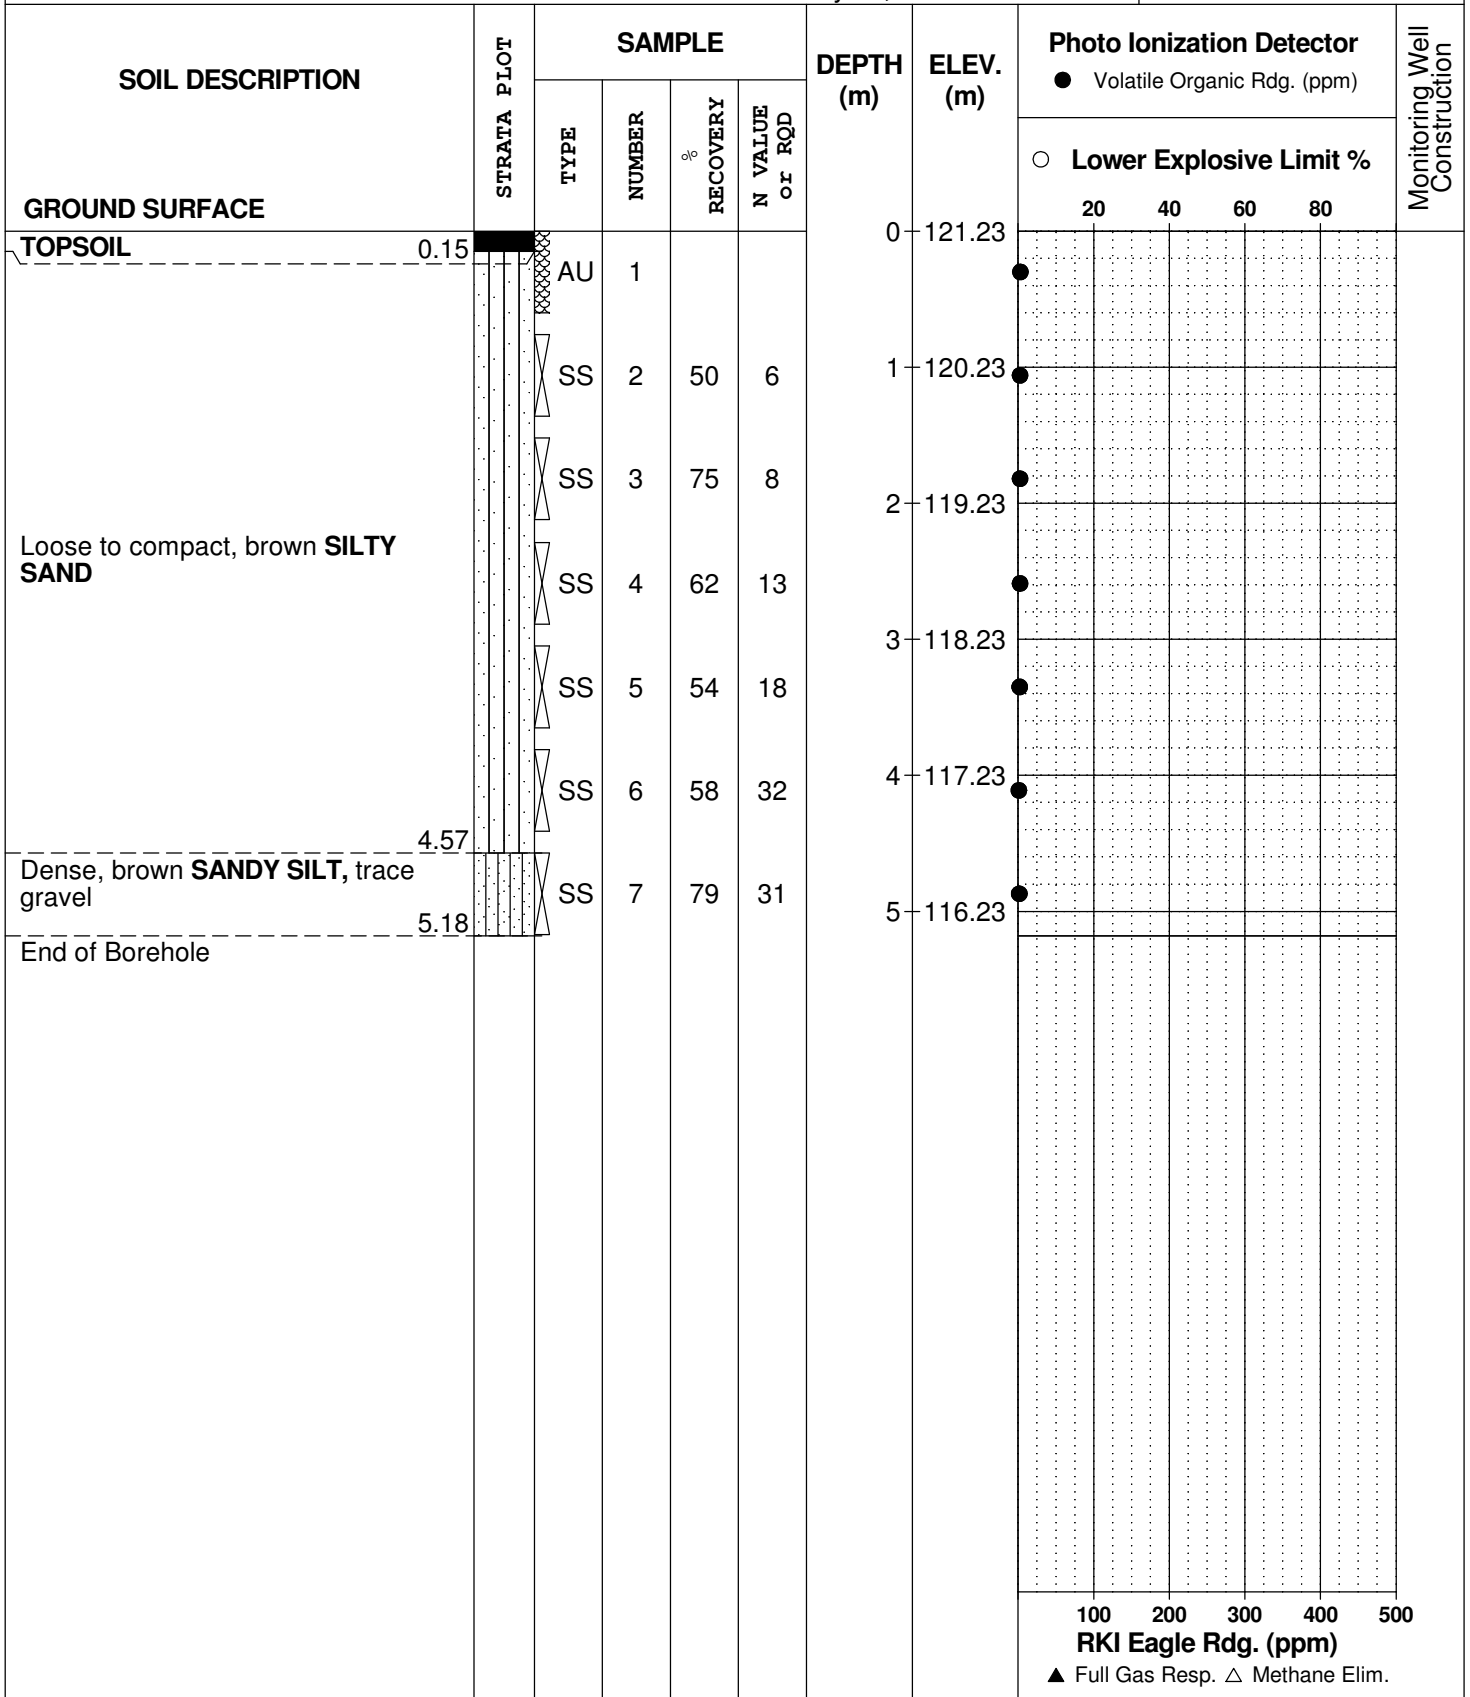 SOIL DESCRIPTION
GROUND SURFACE
STRATA PLOT
SAMPLE
TYPE
NUMBER
%
RECOVERY
N VALUE
or RQD
DEPTH
(m)
ELEV.
(m)
Photo Ionization Detector
● Volatile Organic Rdg. (ppm)
○ Lower Explosive Limit %
20 40 60 80
Monitoring Well
Construction
0 121.23
TOPSOIL 0.15
AU 1
1 120.23
SS 2 50 6
SS 3 75 8
2 119.23
Loose to compact, brown SILTY
SAND
SS 4 62 13
3 118.23
SS 5 54 18
4 117.23
SS 6 58 32
4.57
Dense, brown SANDY SILT, trace
gravel
SS 7 79 31
5 116.23
5.18
End of Borehole
100 200 300 400 500
RKI Eagle Rdg. (ppm)
▲ Full Gas Resp. △ Methane Elim.